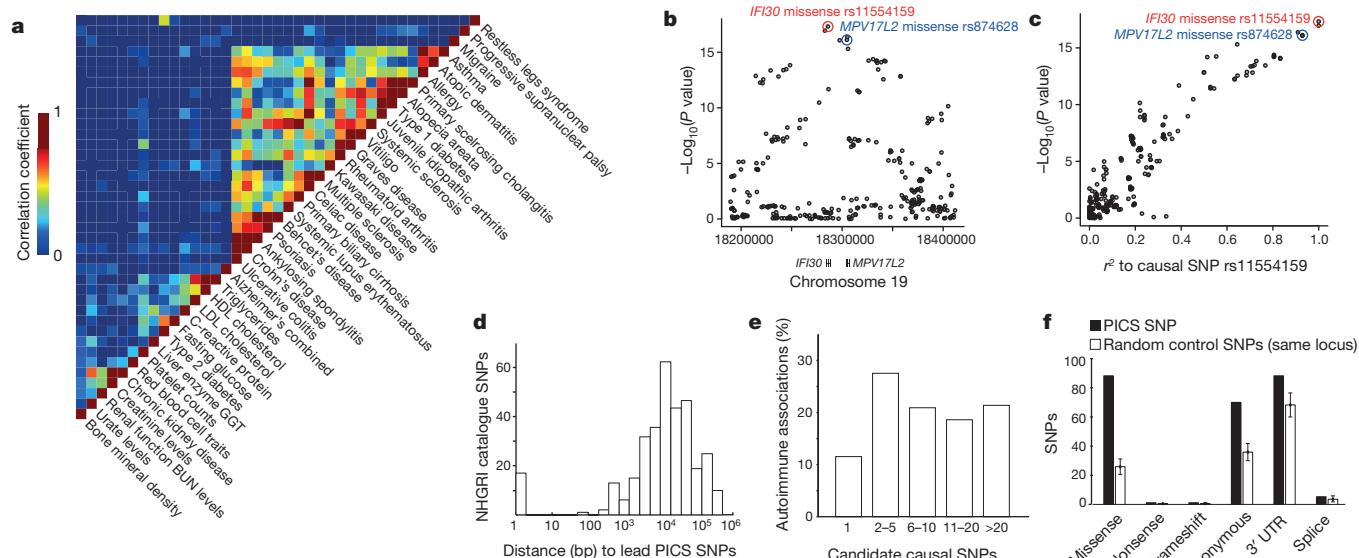 a
Correlation coefficient
1
0
Restless legs syndrome
Progressive supranuclear palsy
Migraine
Asthma
Atopic dermatitis
Allergy
Primary sclerosing cholangitis
Alopecia areata
Type 1 diabetes
Juvenile idiopathic arthritis
Systemic sclerosis
Vitiligo
Graves disease
Rheumatoid arthritis
Kawasaki disease
Multiple sclerosis
Celiac disease
Primary biliary cirrhosis
Systemic lupus erythematosus
Behcet's disease
Psoriasis
Ankylosing spondylitis
Crohn's disease
Ulcerative colitis
Alzheimer's combined
Triglycerides
HDL cholesterol
LDL cholesterol
C-reactive protein
Fasting glucose
Type 2 diabetes
Liver enzyme GGT
Platelet counts
Red blood cell traits
Chronic kidney disease
Creatinine levels
Renal function BUN levels
Urate levels
Bone mineral density
b
IFI30 missense rs11554159
MPV17L2 missense rs874628
–Log10(P value)
15
10
5
0
18200000 18300000 18400000
IFI30 MPV17L2
Chromosome 19
c
IFI30 missense rs11554159
MPV17L2 missense rs874628
–Log10(P value)
15
10
5
0
0.0 0.2 0.4 0.6 0.8 1.0
r2 to causal SNP rs11554159
d
NHGRI catalogue SNPs
60
40
20
0
1 10 100 10³ 10⁴ 10⁵ 10⁶
Distance (bp) to lead PICS SNPs
e
Autoimmune associations (%)
30
20
10
0
1 2–5 6–10 11–20 >20
Candidate causal SNPs
f
PICS SNP
Random control SNPs (same locus)
SNPs
100
80
60
40
20
0
Missense
3′ UTR
Splice